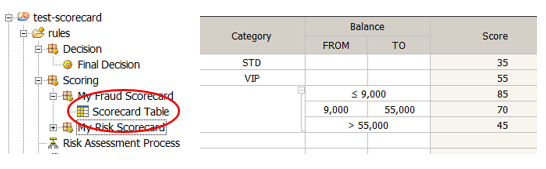 test-scorecard
rules
Decision
Final Decision
Scoring
My Fraud Scorecard
Scorecard Table
My Risk Scorecard
Risk Assessment Process
Category Balance Score
FROM TO
STD 35
VIP 55
≤ 9,000 85
9,000 55,000 70
> 55,000 45